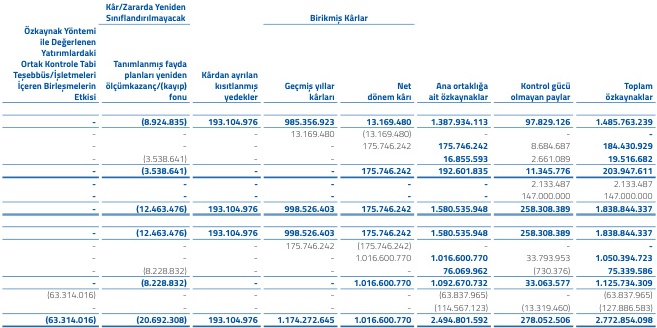 Kâr/Zararda Yeniden
Sınıflandırılmayacak Birikmiş Kârlar
Özkaynak Yöntemi
ile Değerlenen
Yatırımlardaki
Ortak Kontrole Tabi Tanımlanmış fayda Kârdan ayrılan
Teşebbüs/İşletmeleri planları yeniden kısıtlanmış Geçmiş yıllar Net Ana ortaklığa Kontrol gücü Toplam
İçeren Birleşmelerin ölçümkazanç/(kayıp) yedekler kârları dönem kârı ait özkaynaklar olmayan paylar özkaynaklar
Etkisi fonu
- (8.924.835) 193.104.976 985.356.923 13.169.480 1.387.934.113 97.829.126 1.485.763.239
- - - 13.169.480 (13.169.480) - - -
- - - - 175.746.242 175.746.242 8.684.687 184.430.929
- (3.538.641) - - - 16.855.593 2.661.089 19.516.682
- (3.538.641) - - 175.746.242 192.601.835 11.345.776 203.947.611
- - - - - - 2.133.487 2.133.487
- - - - - - 147.000.000 147.000.000
- (12.463.476) 193.104.976 998.526.403 175.746.242 1.580.535.948 258.308.389 1.838.844.337
- (12.463.476) 193.104.976 998.526.403 175.746.242 1.580.535.948 258.308.389 1.838.844.337
- - - 175.746.242 (175.746.242) - - -
- - - - 1.016.600.770 1.016.600.770 33.793.953 1.050.394.723
- (8.228.832) - - - 76.069.962 (730.376) 75.339.586
- (8.228.832) - - 1.016.600.770 1.092.670.732 33.063.577 1.125.734.309
(63.314.016) - - - - (63.837.965) - (63.837.965)
- - - - - (114.567.123) (13.319.460) (127.886.583)
(63.314.016) (20.692.308) 193.104.976 1.174.272.645 1.016.600.770 2.494.801.592 278.052.506 2.772.854.098